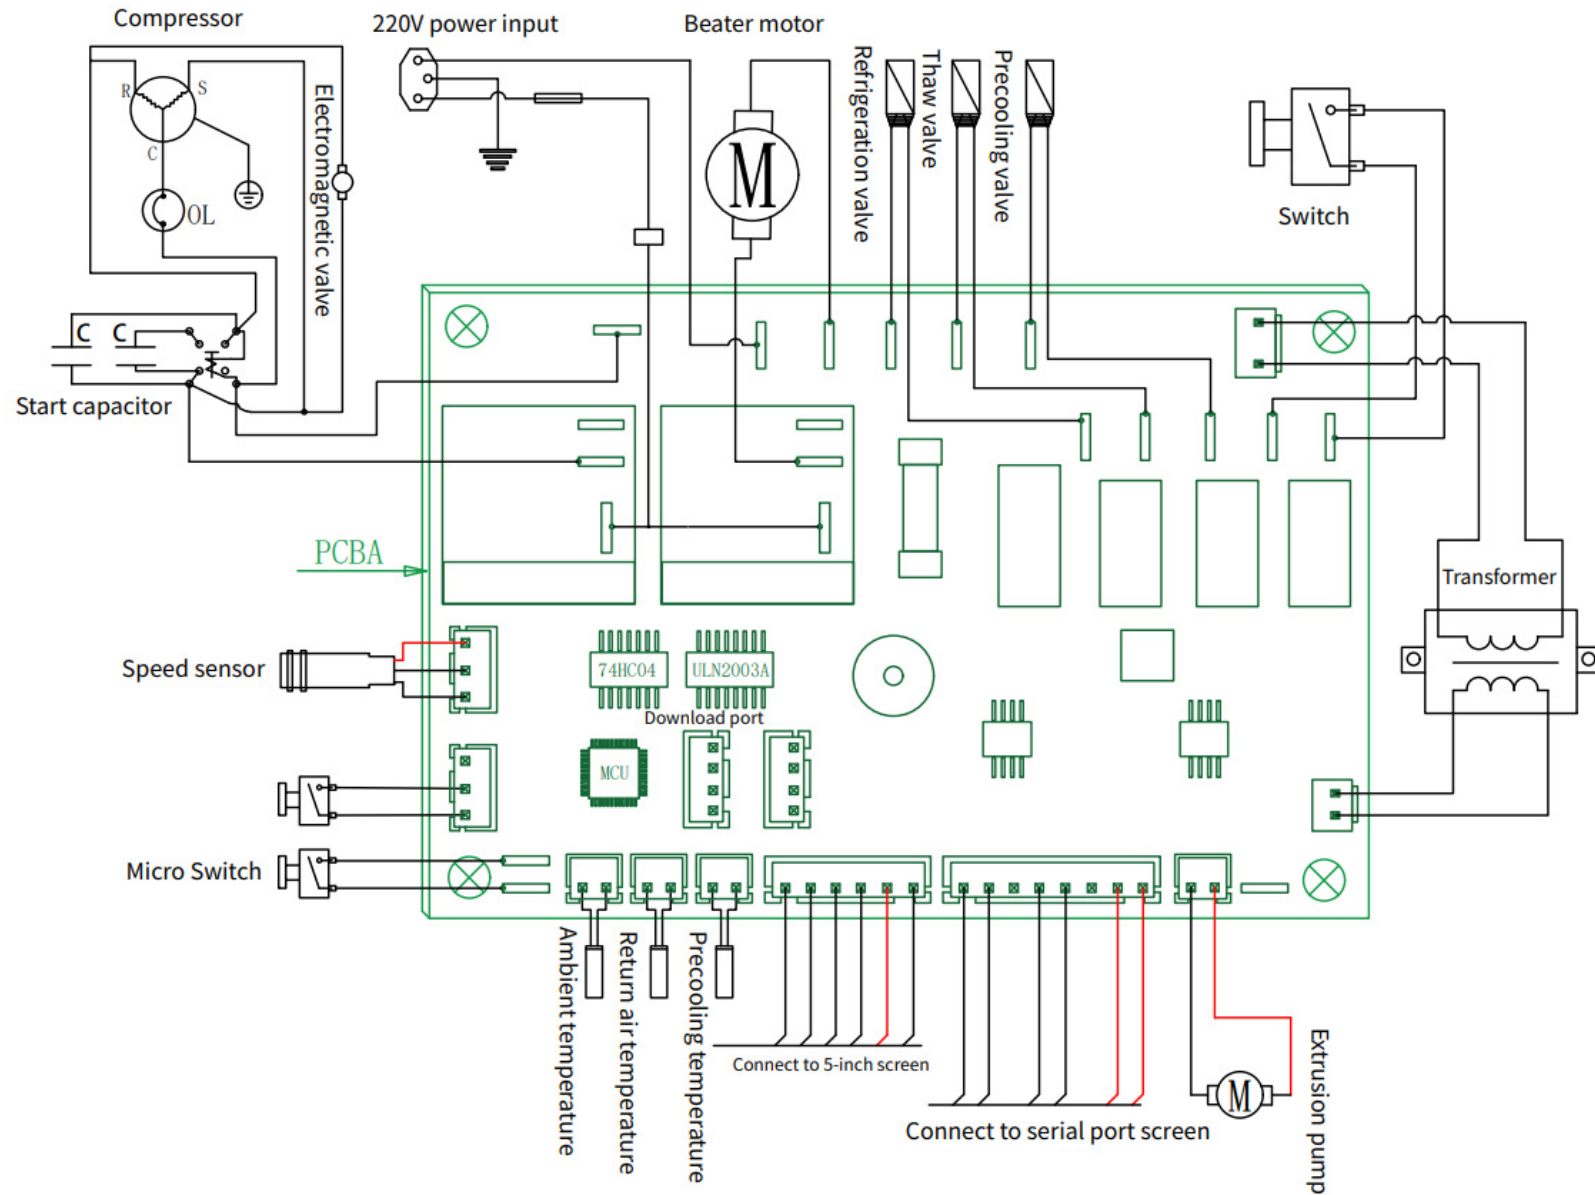 Compressor
220V power input
Beater motor
Refrigeration valve
Thaw valve
Precooling valve
R
S
C
OL
Electromagnetic valve
Switch
C
C
Start capacitor
M
PCBA
Transformer
Speed sensor
74HC04
ULN2003A
Download port
MCU
Micro Switch
Ambient temperature
Return air temperature
Precooling temperature
Connect to 5-inch screen
Connect to serial port screen
M
Extrusion pump